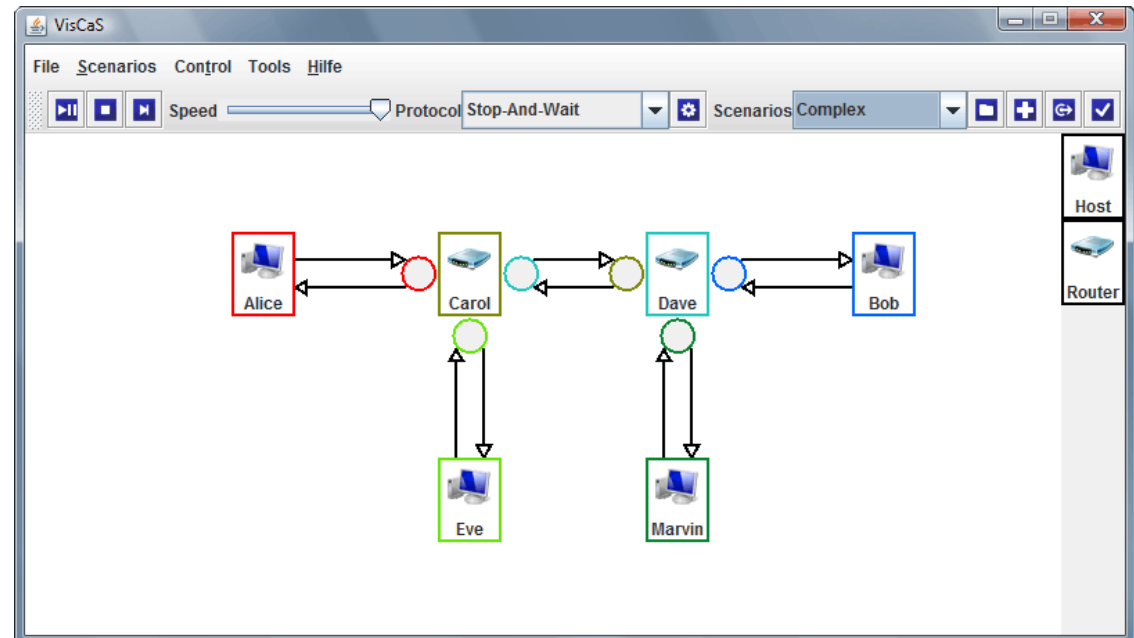 VisCaS
File Scenarios Control Tools Hilfe
Speed Protocol Stop-And-Wait Scenarios Complex
Host
Router
Alice Carol Dave Bob
Eve Marvin